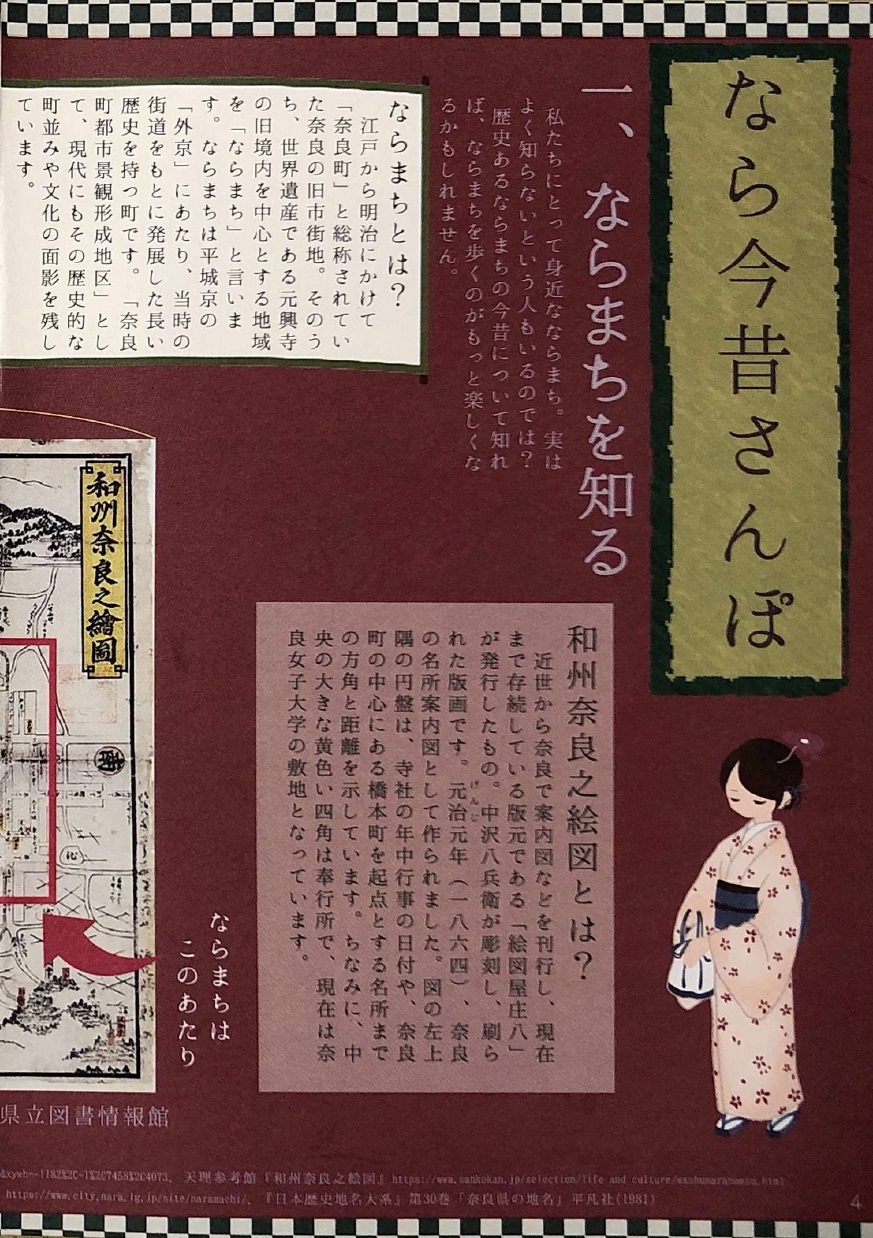 なら今昔さんぽ
一、ならまちを知る
私たちにとって身近なならまち。実は
よく知らないという人もいるのでは？
歴史あるならまちの今昔について知れ
ば、ならまちを歩くのがもっと楽しくな
るかもしれません。
ならまちとは？
江戸から明治にかけて
「奈良町」と総称されてい
た奈良の旧市街地。そのう
ち、世界遺産である元興寺
の旧境内を中心とする地域
を「ならまち」と言いま
す。ならまちは平城京の
「外京」にあたり、当時の
街道をもとに発展した長い
歴史を持つ町です。「奈良
町都市景観形成地区」とし
て、現代にもその歴史的な
町並みや文化の面影を残し
ています。
和州奈良之絵図とは？
近世から奈良で案内図などを刊行し、現在
まで存続している版元である「絵図屋庄八」
が発行したもの。中沢八兵衛が彫刻し、刷ら
れた版画です。元治元年（一八六四）、奈良
げんじ
の名所案内図として作られました。図の左上
隅の円盤は、寺社の年中行事の日付や、奈良
町の中心にある橋本町を起点とする名所まで
の方角と距離を示しています。ちなみに、中
央の大きな黄色い四角は奉行所で、現在は奈
良女子大学の敷地となっています。
和州奈良之繪圖
ならまちは
このあたり
県立図書情報館
天理参考館『和州奈良之絵図』
https://www.city.nara.lg.jp/site/naramachi/、『日本歴史地名大系』第30巻「奈良県の地名」平凡社(1981)
4